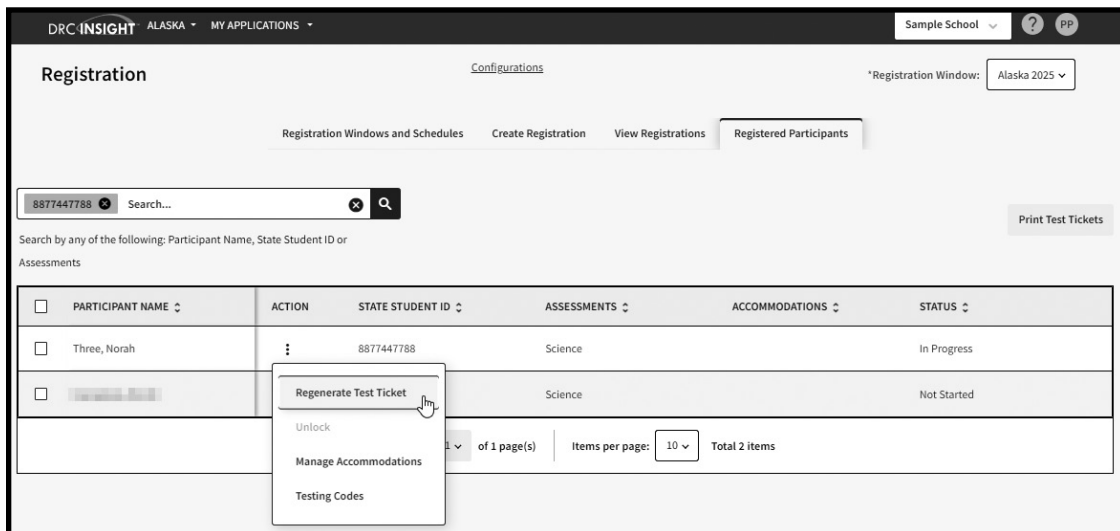 DRC INSIGHT ALASKA MY APPLICATIONS Sample School ? PP
Registration Configurations *Registration Window: Alaska 2025
Registration Windows and Schedules Create Registration View Registrations Registered Participants
8877447788 Search...
Print Test Tickets
Search by any of the following: Participant Name, State Student ID or
Assessments
PARTICIPANT NAME ACTION STATE STUDENT ID ASSESSMENTS ACCOMMODATIONS STATUS
Three, Norah 8877447788 Science In Progress
Regenerate Test Ticket Science Not Started
Unlock
1 of 1 page(s) Items per page: 10 Total 2 items
Manage Accommodations
Testing Codes